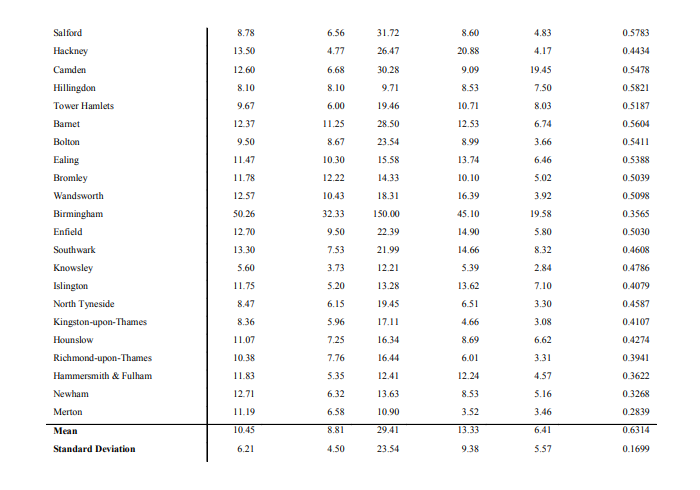 Salford 8.78 6.56 31.72 8.60 4.83 0.5783
Hackney 13.50 4.77 26.47 20.88 4.17 0.4434
Camden 12.60 6.68 30.28 9.09 19.45 0.5478
Hillingdon 8.10 8.10 9.71 8.53 7.50 0.5821
Tower Hamlets 9.67 6.00 19.46 10.71 8.03 0.5187
Barnet 12.37 11.25 28.50 12.53 6.74 0.5604
Bolton 9.50 8.67 23.54 8.99 3.66 0.5411
Ealing 11.47 10.30 15.58 13.74 6.46 0.5388
Bromley 11.78 12.22 14.33 10.10 5.02 0.5039
Wandsworth 12.57 10.43 18.31 16.39 3.92 0.5098
Birmingham 50.26 32.33 150.00 45.10 19.58 0.3565
Enfield 12.70 9.50 22.39 14.90 5.80 0.5030
Southwark 13.30 7.53 21.99 14.66 8.32 0.4608
Knowsley 5.60 3.73 12.21 5.39 2.84 0.4786
Islington 11.75 5.20 13.28 13.62 7.10 0.4079
North Tyneside 8.47 6.15 19.45 6.51 3.30 0.4587
Kingston-upon-Thames 8.36 5.96 17.11 4.66 3.08 0.4107
Hounslow 11.07 7.25 16.34 8.69 6.62 0.4274
Richmond-upon-Thames 10.38 7.76 16.44 6.01 3.31 0.3941
Hammersmith & Fulham 11.83 5.35 12.41 12.24 4.57 0.3622
Newham 12.71 6.32 13.63 8.53 5.16 0.3268
Merton 11.19 6.58 10.90 3.52 3.46 0.2839
Mean 10.45 8.81 29.41 13.33 6.41 0.6314
Standard Deviation 6.21 4.50 23.54 9.38 5.57 0.1699